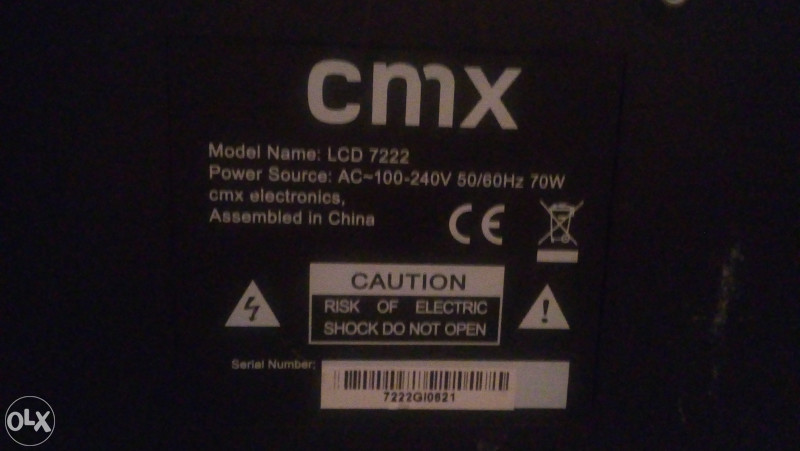 cmx
Model Name: LCD 7222
Power Source: AC~100-240V 50/60Hz 70W
cmx electronics,
Assembled in China
CE
CAUTION
RISK OF ELECTRIC
SHOCK DO NOT OPEN
Serial Number:
7222GI0621
OLX